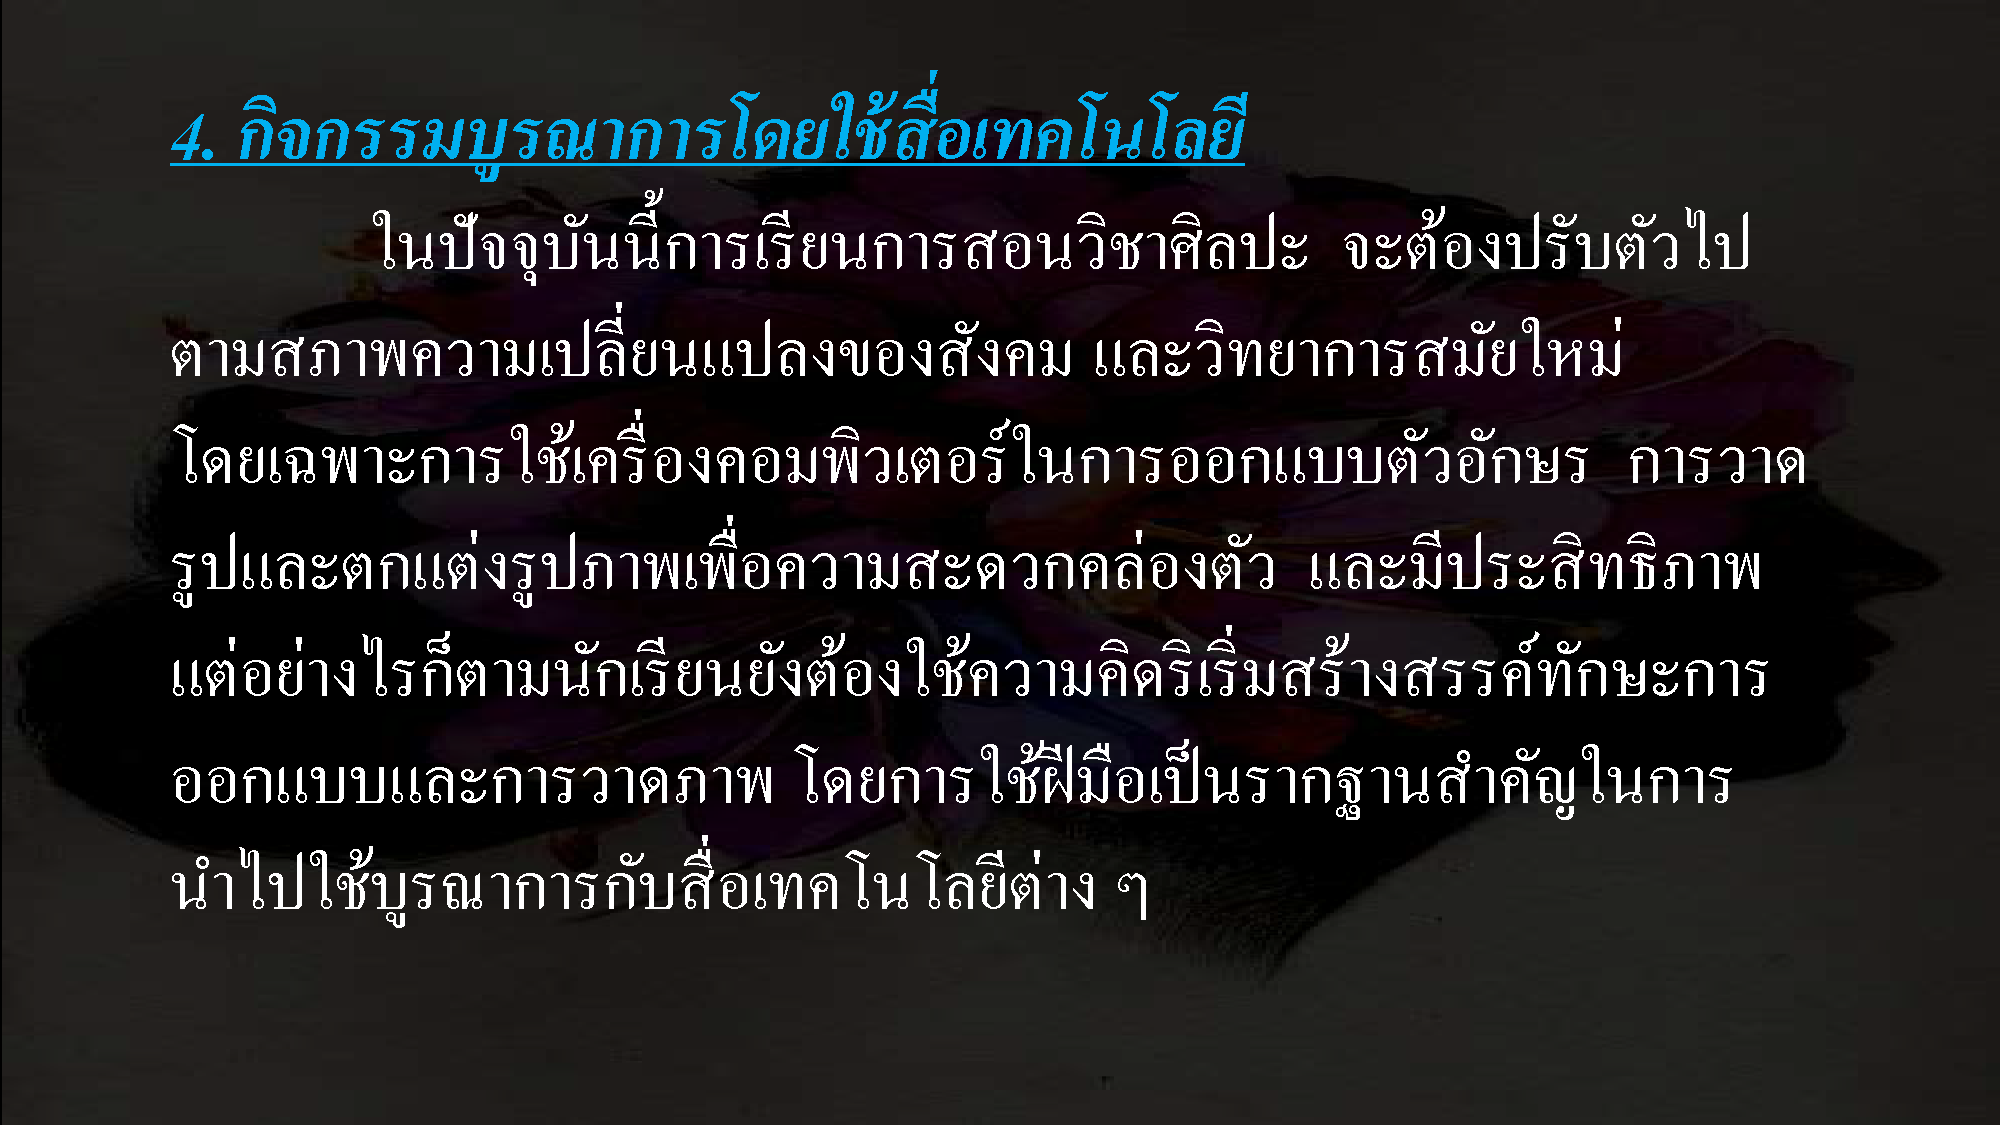 4. กิจกรรมบูรณาการโดยใช้สื่อเทคโนโลยี
ในปัจจุบันนี้การเรียนการสอนวิชาศิลปะ จะต้องปรับตัวไป
ตามสภาพความเปลี่ยนแปลงของสังคม และวิทยาการสมัยใหม่
โดยเฉพาะการใช้เครื่องคอมพิวเตอร์ในการออกแบบตัวอักษร การวาด
รูปและตกแต่งรูปภาพเพื่อความสะดวกคล่องตัว และมีประสิทธิภาพ
แต่อย่างไรก็ตามนักเรียนยังต้องใช้ความคิดริเริ่มสร้างสรรค์ทักษะการ
ออกแบบและการวาดภาพ โดยการใช้ฝีมือเป็นรากฐานสำคัญในการ
นำไปใช้บูรณาการกับสื่อเทคโนโลยีต่าง ๆ